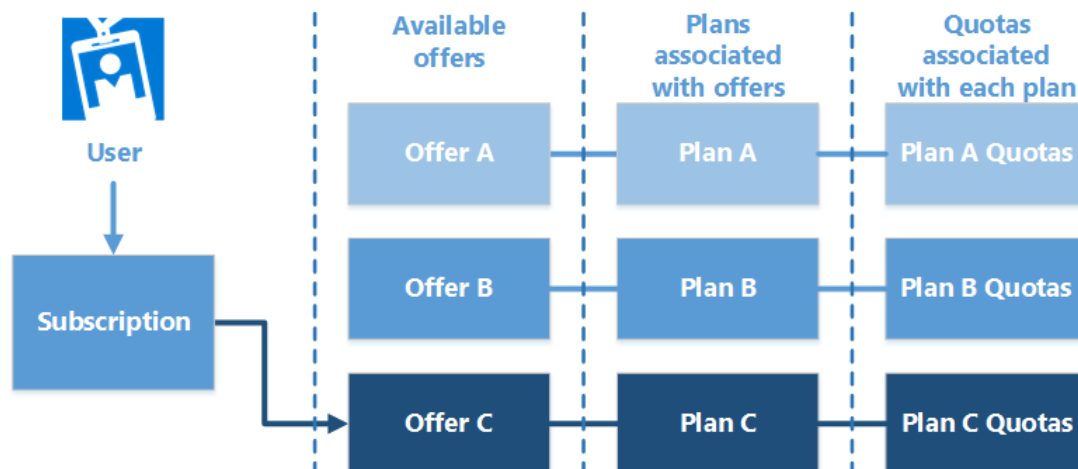 Available
offers
Plans
associated
with offers
Quotas
associated
with each plan
User
Offer A
Plan A
Plan A Quotas
Subscription
Offer B
Plan B
Plan B Quotas
Offer C
Plan C
Plan C Quotas